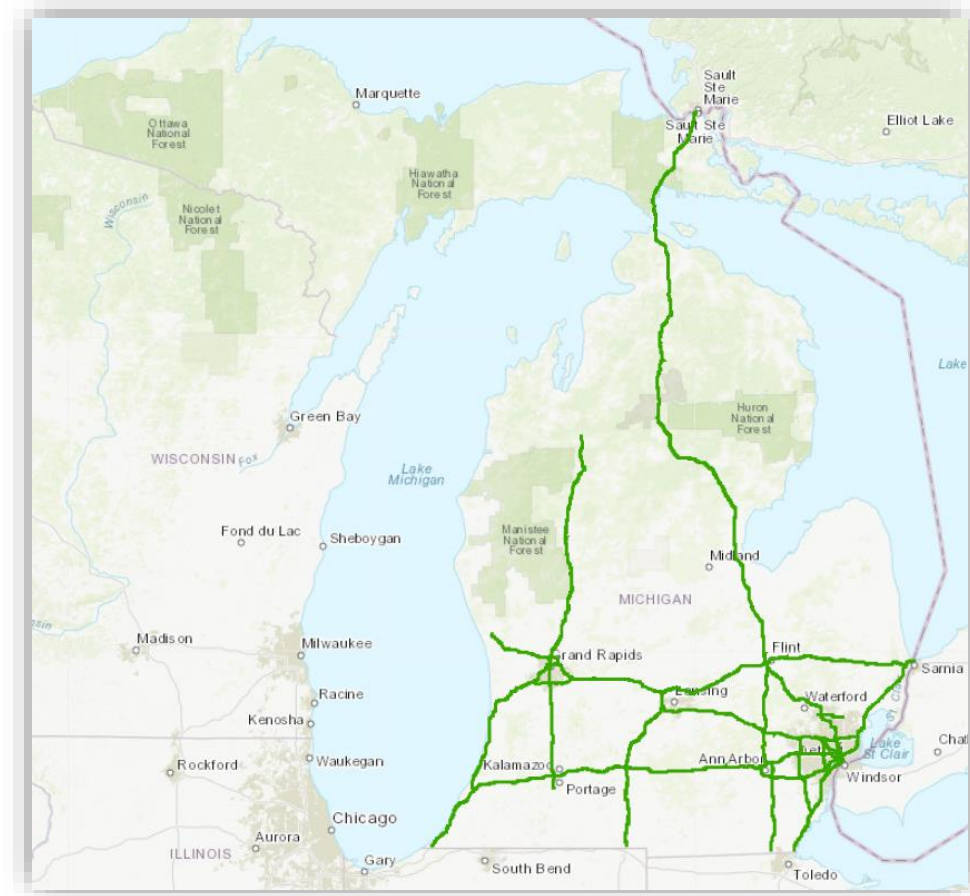 Sault
Ste
Marie
Marquette
Sault Ste
Marie
Elliot Lake
Ottawa
National
Forest
Hiawatha
National
Forest
Nicolet
National
Forest
Wisconsin
Lake
Huron
National
Forest
Green Bay
WISCONSIN
Fox
Lake
Michigan
Manistee
National
Forest
Fond du Lac
Sheboygan
Midland
MICHIGAN
Madison
Milwaukee
Grand Rapids
Flint
Sarnia
Lansing
Waterford
St Clai
Racine
Kenosha
Lake
St Clair
Chat
Rockford
Waukegan
Kalamazoo
Ann Arbor
Windsor
Portage
Chicago
Aurora
ILLINOIS
Gary
South Bend
Toledo